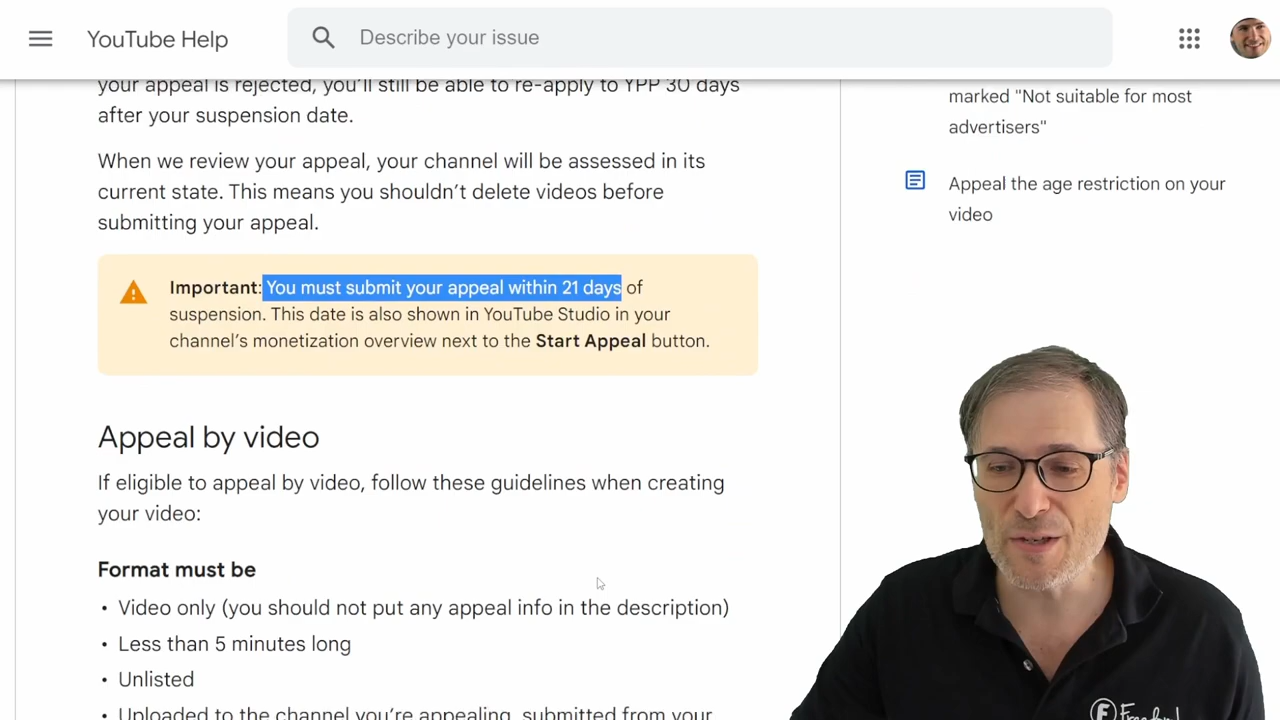 YouTube Help
Describe your issue
your appeal is rejected, you'll still be able to re-apply to YPP 30 days
after your suspension date.
When we review your appeal, your channel will be assessed in its
current state. This means you shouldn't delete videos before
submitting your appeal.
Important: You must submit your appeal within 21 days of
suspension. This date is also shown in YouTube Studio in your
channel's monetization overview next to the Start Appeal button.
Appeal by video
If eligible to appeal by video, follow these guidelines when creating
your video:
Format must be
• Video only (you should not put any appeal info in the description)
• Less than 5 minutes long
• Unlisted
• Uploaded to the channel you're appealing, submitted from your
marked "Not suitable for most
advertisers"
Appeal the age restriction on your
video